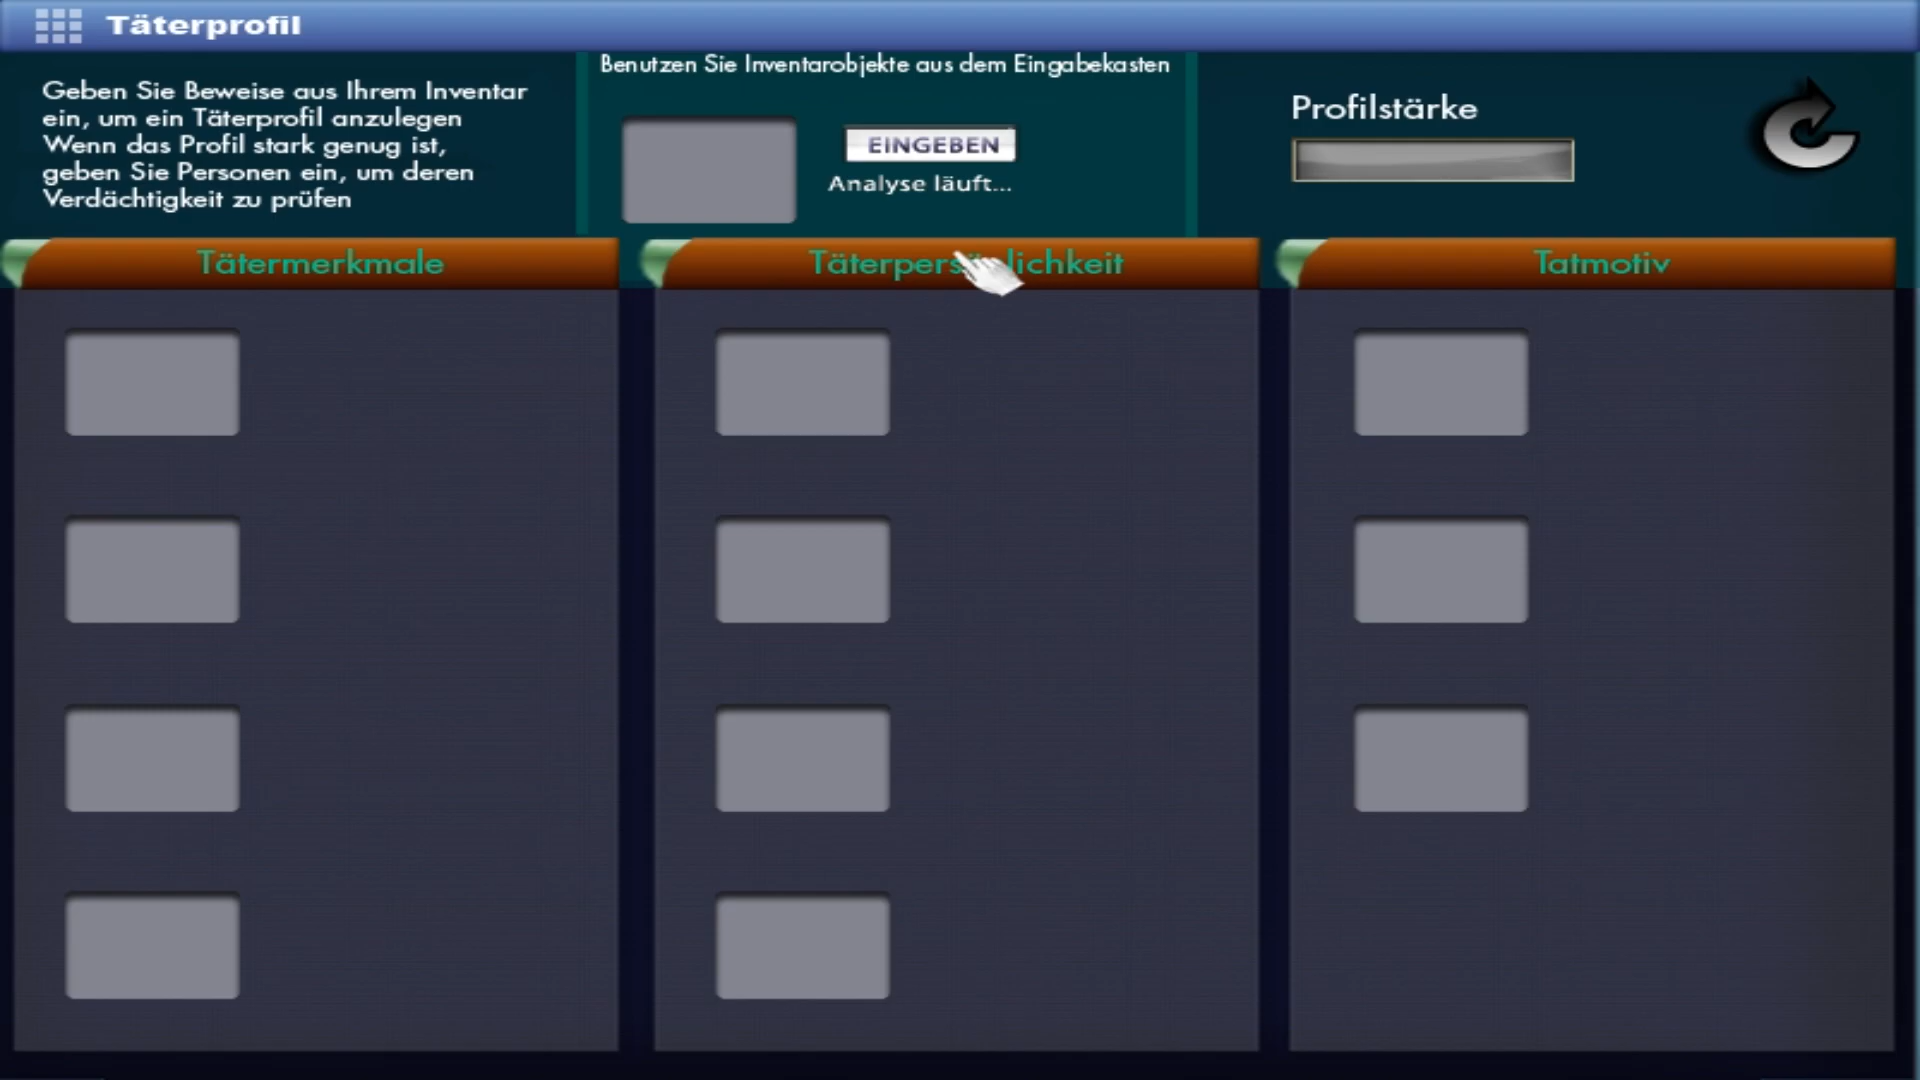 Täterprofil
Geben Sie Beweise aus Ihrem Inventar
ein, um ein Täterprofil anzulegen
Wenn das Profil stark genug ist,
geben Sie Personen ein, um deren
Verdächtigkeit zu prüfen
Benutzen Sie Inventarobjekte aus dem Eingabekasten
EINGEBEN
Analyse läuft...
Profilstärke
Tätermerkmale
Täterpersönlichkeit
Tatmotiv